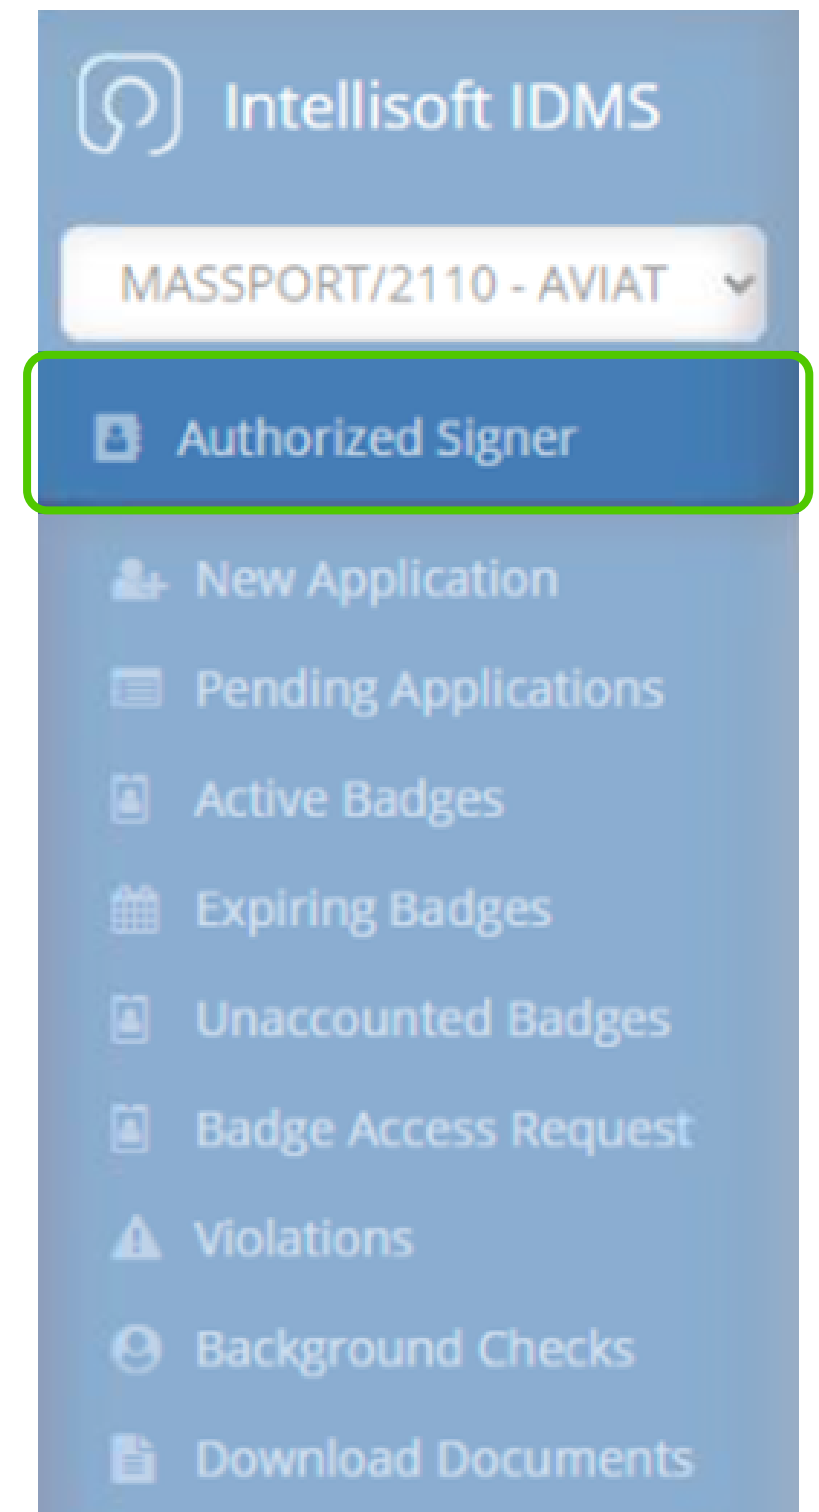 Intellisoft IDMS
MASSPORT/2110 - AVIAT
Authorized Signer
New Application
Pending Applications
Active Badges
Expiring Badges
Unaccounted Badges
Badge Access Request
Violations
Background Checks
Download Documents